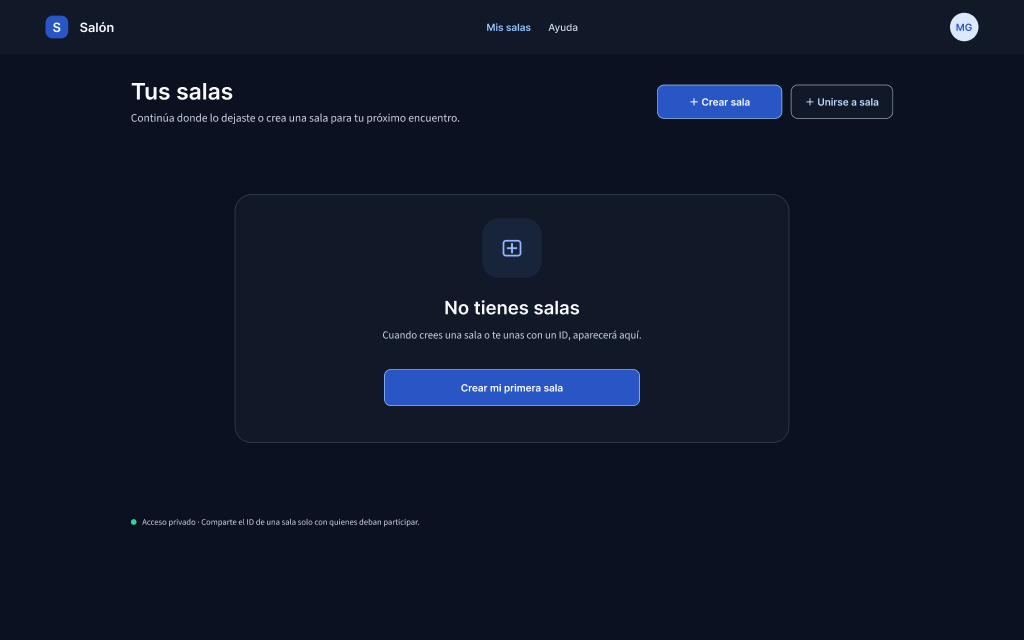 S Salón
Mis salas
Ayuda
MG
Tus salas
Continúa donde lo dejaste o crea una sala para tu próximo encuentro.
+ Crear sala
+ Unirse a sala
No tienes salas
Cuando crees una sala o te unas con un ID, aparecerá aquí.
Crear mi primera sala
Acceso privado · Comparte el ID de una sala solo con quienes deban participar.